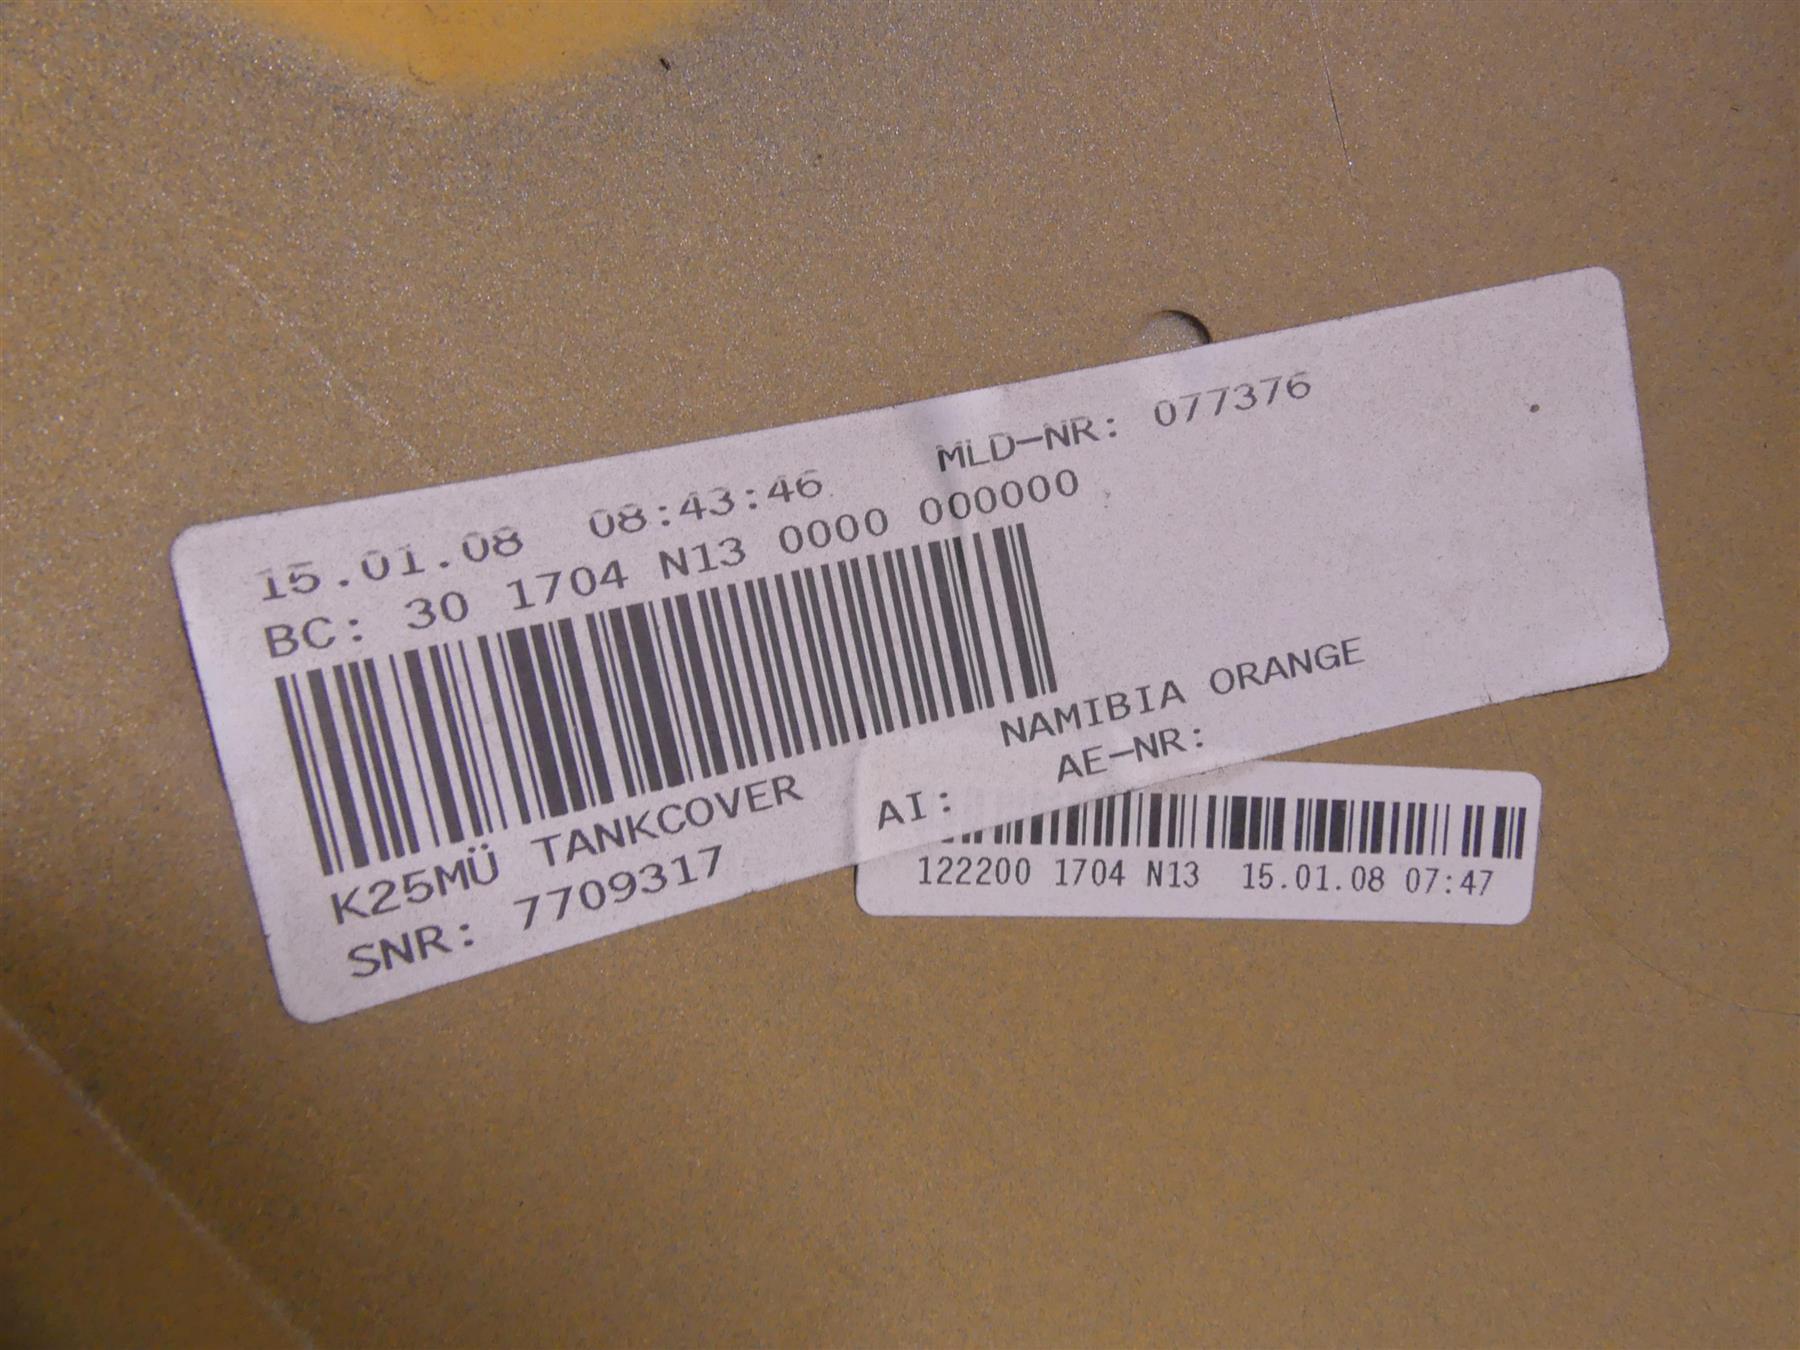 15.01.08 08:43:46 MLD-NR: 077376
BC: 30 1704 N13 0000 000000
K25MÜ TANKCOVER NAMIBIA ORANGE
SNR: 7709317 AI: AE-NR:
122200 1704 N13 15.01.08 07:47